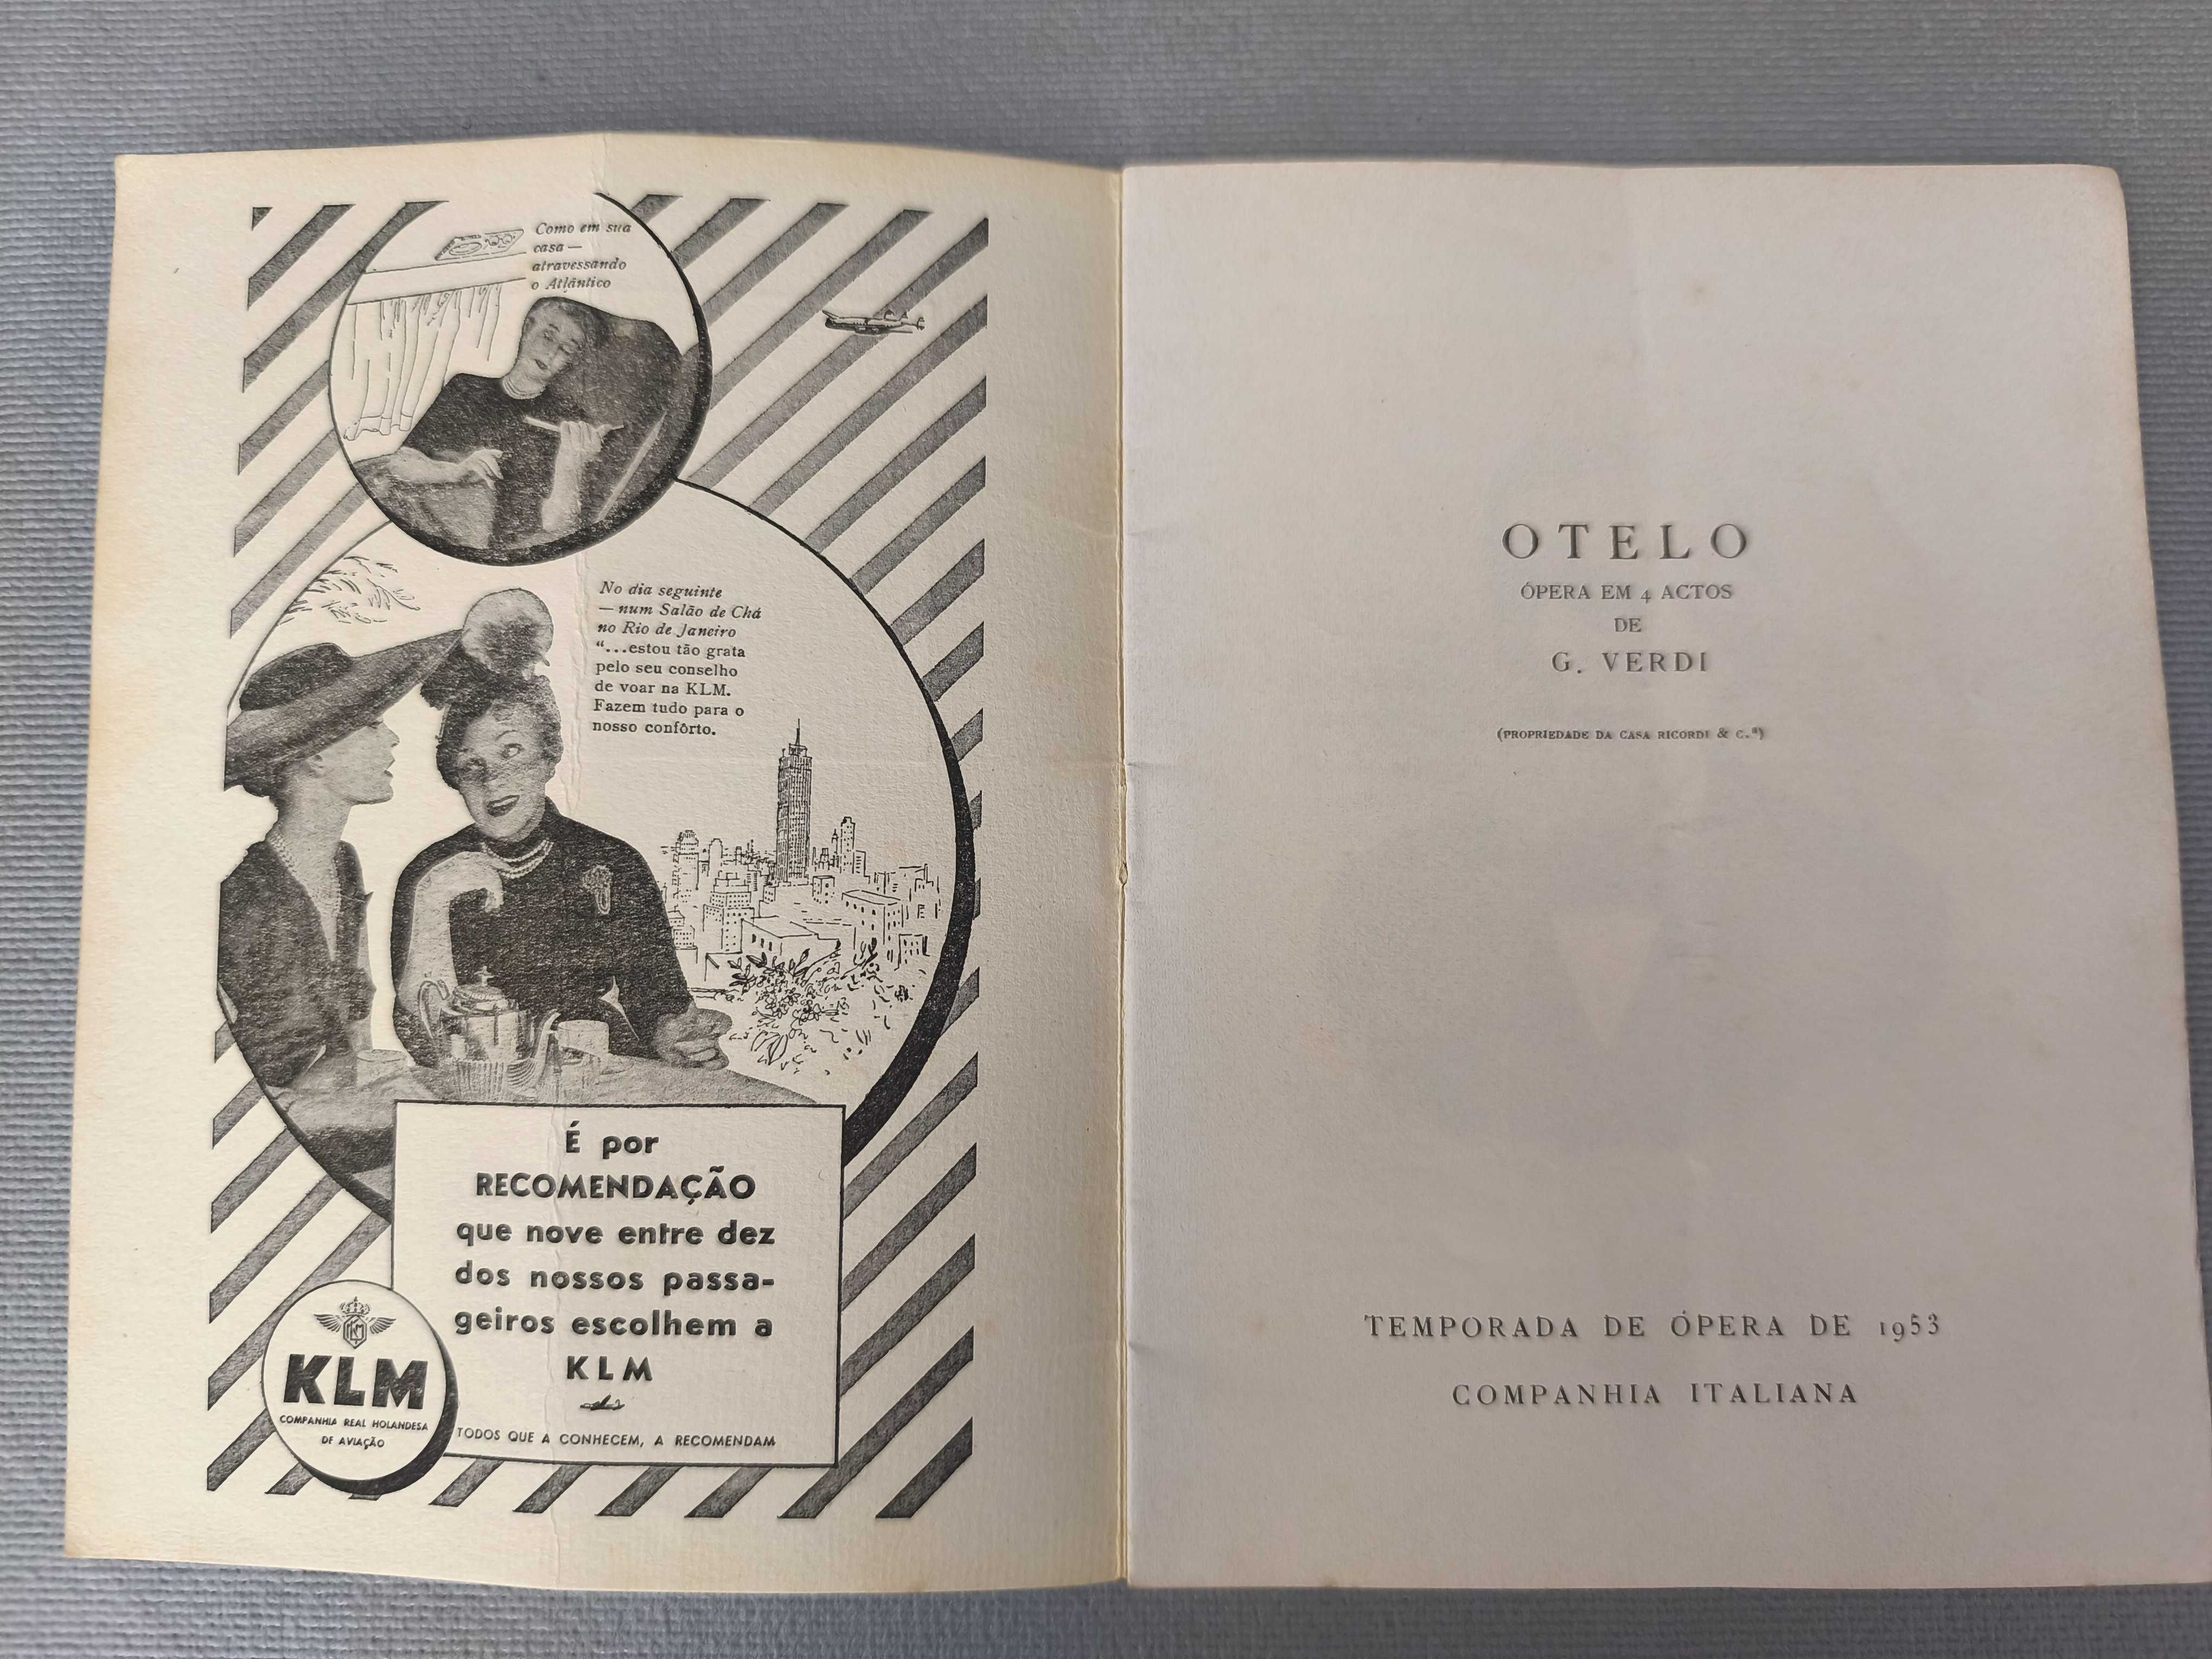 Como em sua
casa —
atravessando
o Atlântico
No dia seguinte
— num Salão de Chá
no Rio de Janeiro
"...estou tão grata
pelo seu conselho
de voar na KLM.
Fazem tudo para o
nosso confôrto.
É por
RECOMENDAÇÃO
que nove entre dez
dos nossos passa-
geiros escolhem a
KLM
TODOS QUE A CONHECEM, A RECOMENDAM
KLM
KLM
COMPANHIA REAL HOLANDESA
DE AVIAÇÃO
OTELO
ÓPERA EM 4 ACTOS
DE
G. VERDI
(PROPRIEDADE DA CASA RICORDI & C.ª)
TEMPORADA DE ÓPERA DE 1953
COMPANHIA ITALIANA